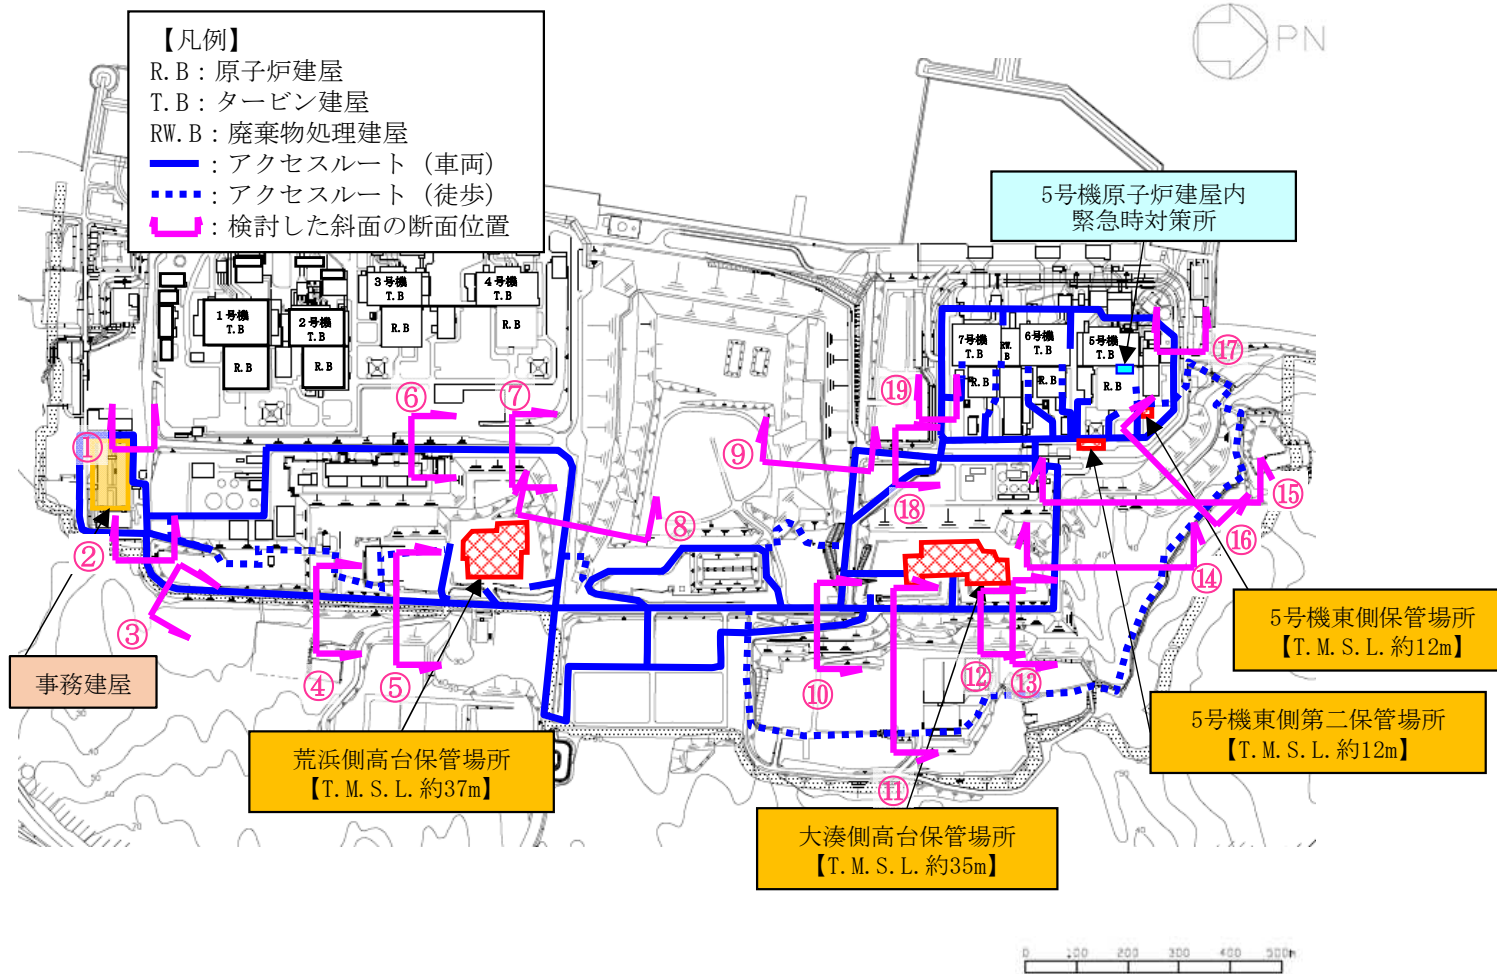 【凡例】
R.B：原子炉建屋
T.B：タービン建屋
RW.B：廃棄物処理建屋
：アクセスルート（車両）
：アクセスルート（徒歩）
：検討した斜面の断面位置
PN
5号機原子炉建屋内
緊急時対策所
1号機
T.B
R.B
2号機
T.B
R.B
3号機
T.B
R.B
4号機
T.B
R.B
7号機
T.B
R.B
RW.B
6号機
T.B
R.B
5号機
T.B
R.B
①
②
③
④
⑤
⑥
⑦
⑧
⑨
⑩
⑪
⑫
⑬
⑭
⑮
⑯
⑰
⑱
⑲
事務建屋
荒浜側高台保管場所
【T.M.S.L.約37m】
大湊側高台保管場所
【T.M.S.L.約35m】
5号機東側保管場所
【T.M.S.L.約12m】
5号機東側第二保管場所
【T.M.S.L.約12m】
0 100 200 300 400 500m